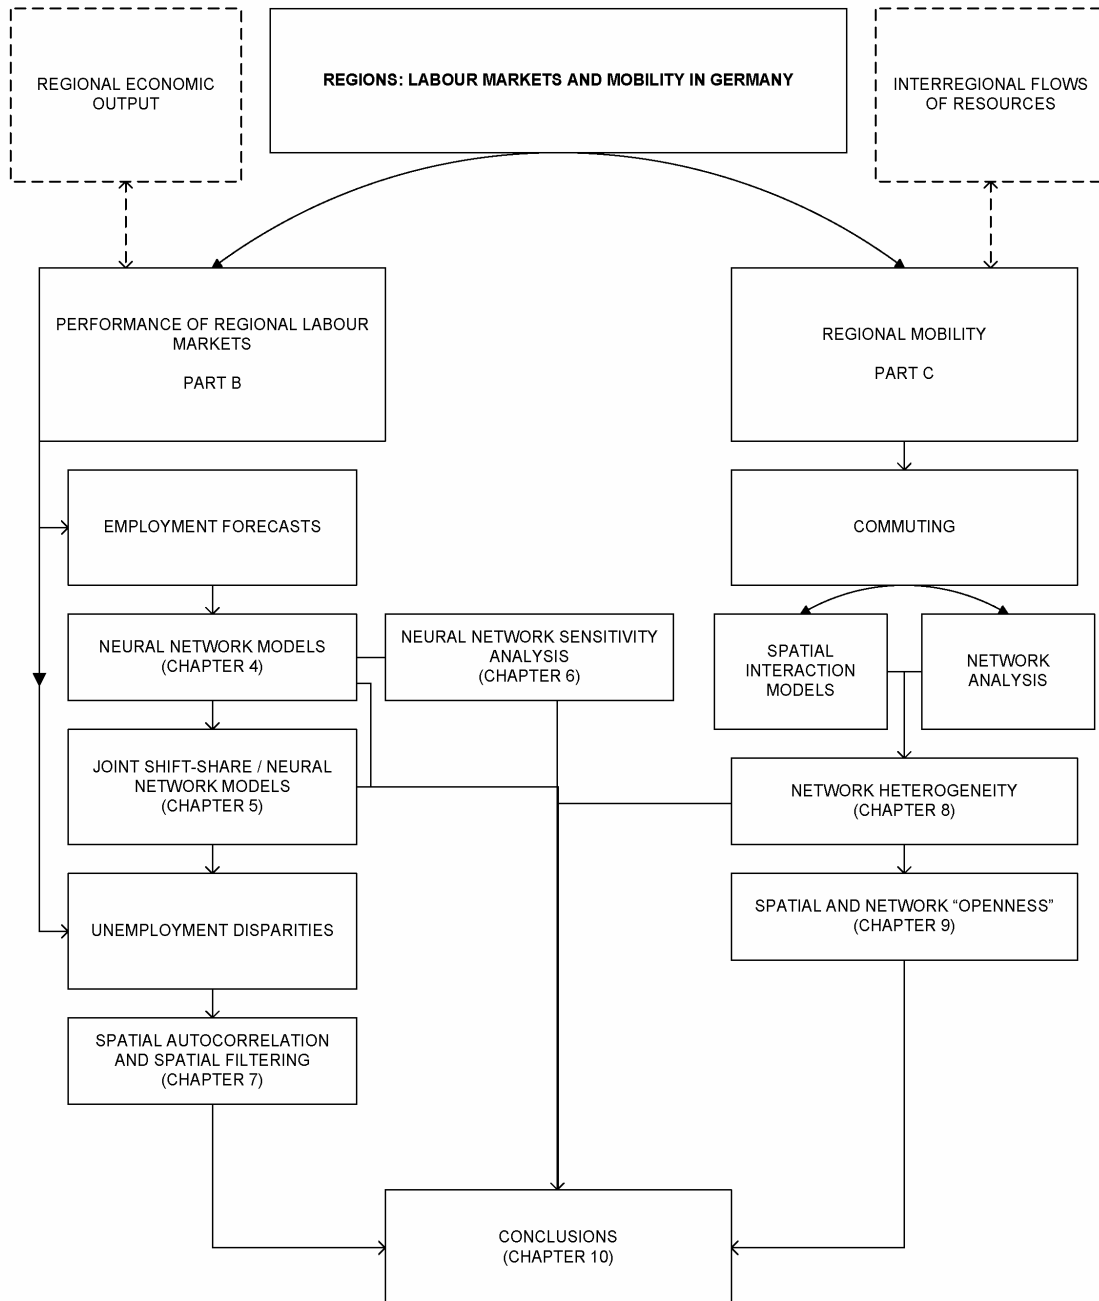 REGIONAL ECONOMIC
OUTPUT
REGIONS: LABOUR MARKETS AND MOBILITY IN GERMANY
INTERREGIONAL FLOWS
OF RESOURCES
PERFORMANCE OF REGIONAL LABOUR
MARKETS
PART B
REGIONAL MOBILITY
PART C
EMPLOYMENT FORECASTS
COMMUTING
NEURAL NETWORK MODELS
(CHAPTER 4)
NEURAL NETWORK SENSITIVITY
ANALYSIS
(CHAPTER 6)
SPATIAL
INTERACTION
MODELS
NETWORK
ANALYSIS
JOINT SHIFT-SHARE / NEURAL
NETWORK MODELS
(CHAPTER 5)
NETWORK HETEROGENEITY
(CHAPTER 8)
UNEMPLOYMENT DISPARITIES
SPATIAL AND NETWORK “OPENNESS”
(CHAPTER 9)
SPATIAL AUTOCORRELATION
AND SPATIAL FILTERING
(CHAPTER 7)
CONCLUSIONS
(CHAPTER 10)